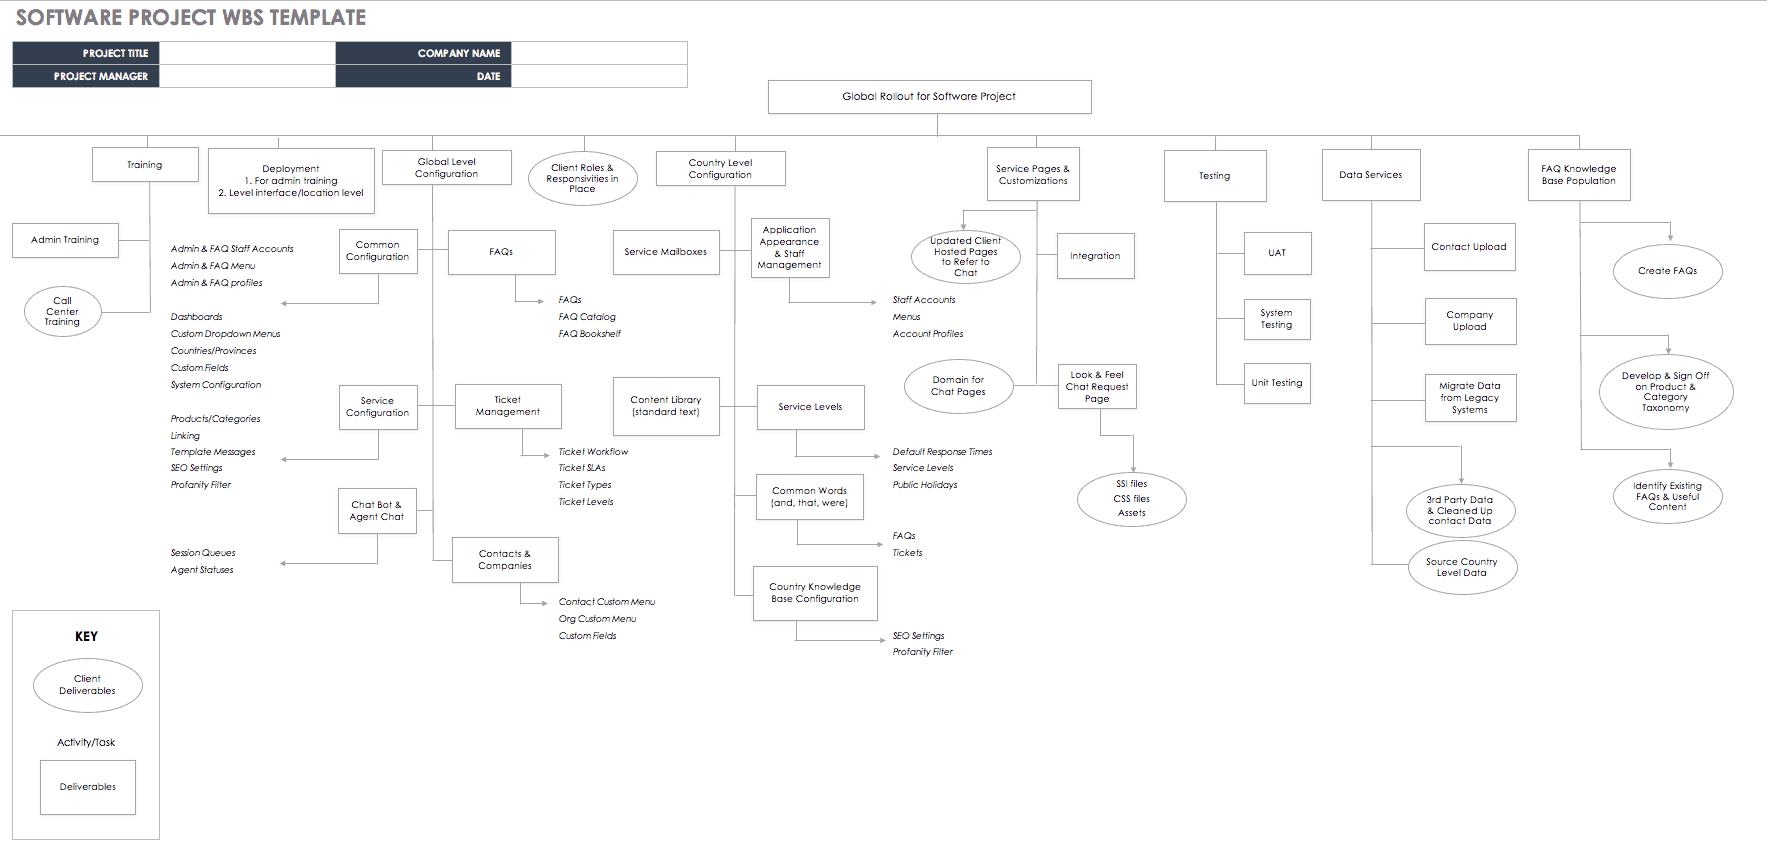 SOFTWARE PROJECT WBS TEMPLATE
PROJECT TITLE
COMPANY NAME
PROJECT MANAGER
DATE
Global Rollout for Software Project
Training
Admin Training
Call
Center
Training
Deployment
1. For admin training
2. Level interface/location level
Global Level
Configuration
Common
Configuration
Admin & FAQ Staff Accounts
Admin & FAQ Menu
Admin & FAQ profiles
Dashboards
Custom Dropdown Menus
Countries/Provinces
Custom Fields
System Configuration
FAQs
FAQs
FAQ Catalog
FAQ Bookshelf
Service
Configuration
Products/Categories
Linking
Template Messages
SEO Settings
Profanity Filter
Ticket
Management
Ticket Workflow
Ticket SLAs
Ticket Types
Ticket Levels
Chat Bot &
Agent Chat
Session Queues
Agent Statuses
Contacts &
Companies
Contact Custom Menu
Org Custom Menu
Custom Fields
Client Roles &
Responsivities in
Place
Country Level
Configuration
Service Mailboxes
Application
Appearance
& Staff
Management
Staff Accounts
Menus
Account Profiles
Content Library
(standard text)
Service Levels
Default Response Times
Service Levels
Public Holidays
Common Words
(and, that, were)
FAQs
Tickets
Country Knowledge
Base Configuration
SEO Settings
Profanity Filter
Service Pages &
Customizations
Updated Client
Hosted Pages
to Refer to
Chat
Integration
Domain for
Chat Pages
Look & Feel
Chat Request
Page
SSI files
CSS files
Assets
Testing
UAT
System
Testing
Unit Testing
Data Services
Contact Upload
Company
Upload
Migrate Data
from Legacy
Systems
3rd Party Data
& Cleaned Up
contact Data
Source Country
Level Data
FAQ Knowledge
Base Population
Create FAQs
Develop & Sign Off
on Product &
Category
Taxonomy
Identify Existing
FAQs & Useful
Content
KEY
Client
Deliverables
Activity/Task
Deliverables